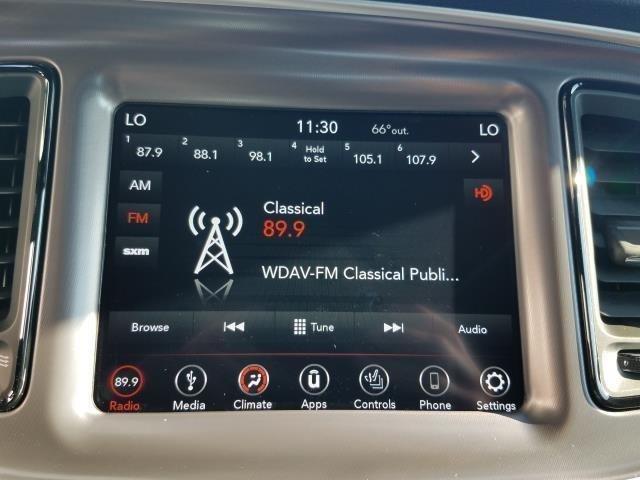 LO 11:30 66° out. LO
1 87.9 2 88.1 3 98.1 4 Hold to Set 5 105.1 6 107.9
AM
HD
FM
Classical
89.9
sxm
WDAV-FM Classical Publi...
Browse Tune Audio
89.9
Radio Media Climate Apps Controls Phone Settings